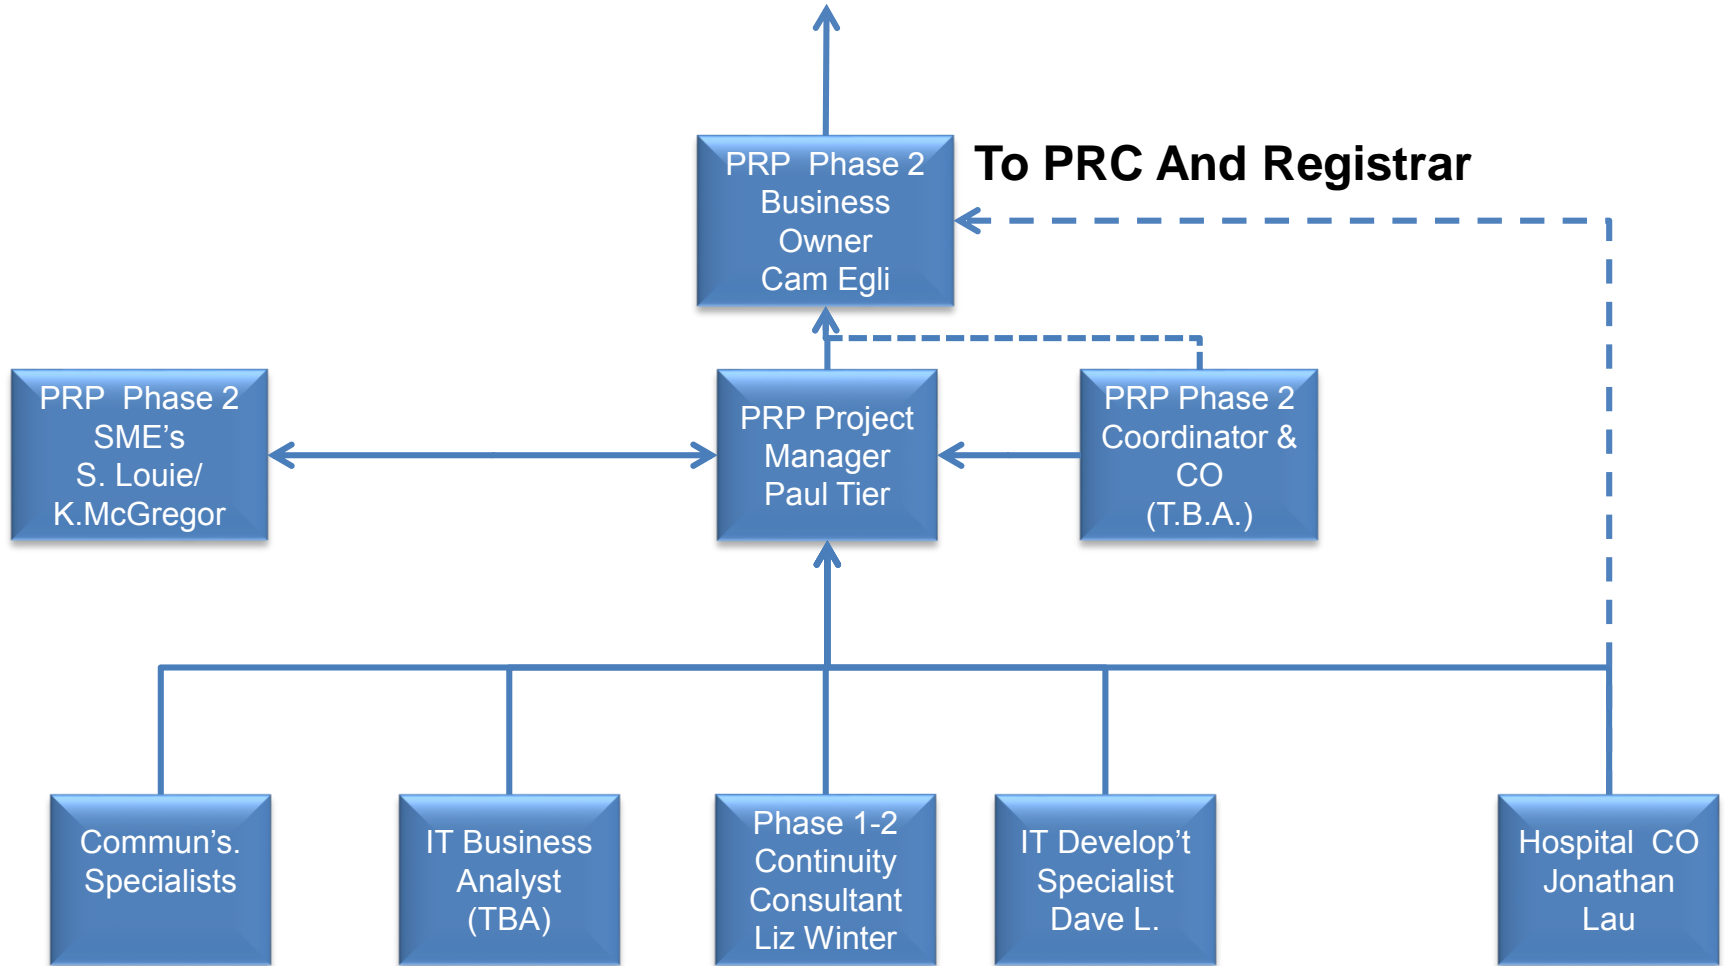 PRP Phase 2
Business
Owner
Cam Egli
To PRC And Registrar
PRP Phase 2
SME’s
S. Louie/
K.McGregor
PRP Project
Manager
Paul Tier
PRP Phase 2
Coordinator &
CO
(T.B.A.)
Commun’s.
Specialists
IT Business
Analyst
(TBA)
Phase 1-2
Continuity
Consultant
Liz Winter
IT Develop’t
Specialist
Dave L.
Hospital CO
Jonathan
Lau